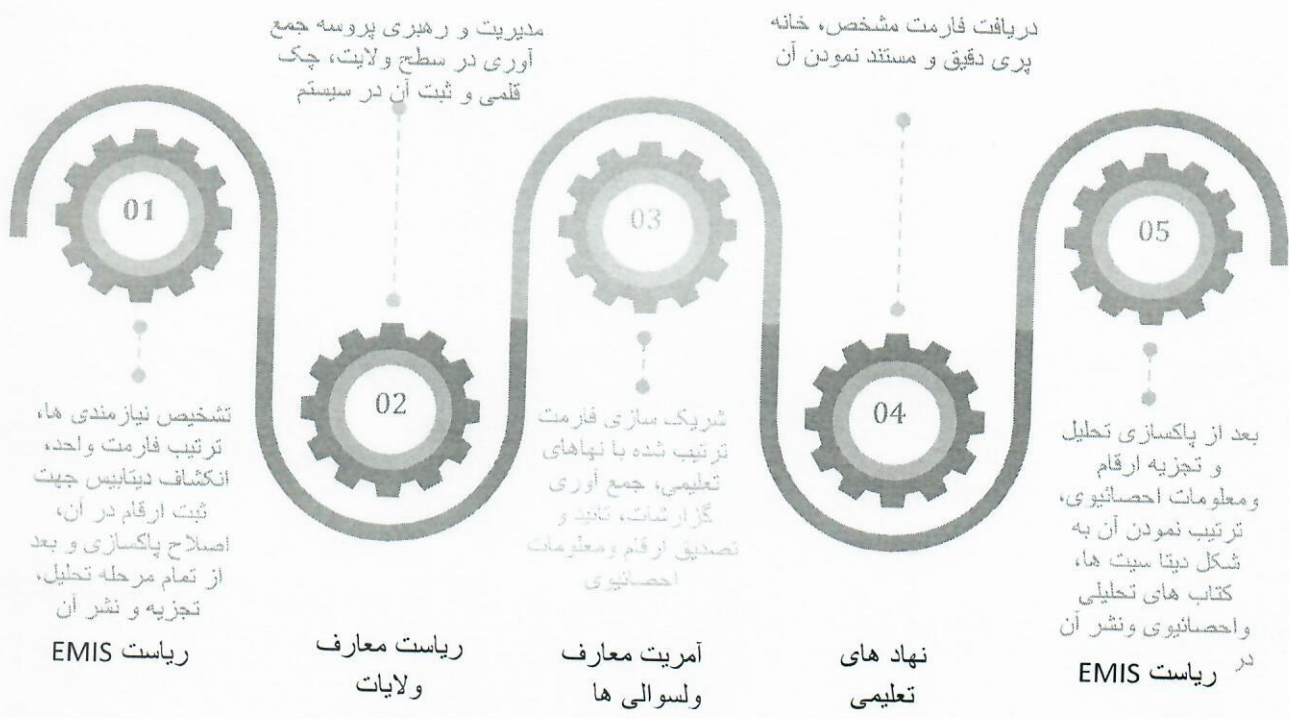 01
تشخیص نیازمندی ها،
ترتیب فارمت واحد،
انکشاف دیتابیس جهت
ثبت ارقام در آن،
اصلاح پاکسازی و بعد
از تمام مرحله تحلیل،
تجزیه و نشر آن
ریاست EMIS
مدیریت و رهبری پروسه جمع
آوری در سطح ولایت، چک
قلمی و ثبت آن در سیستم
02
ریاست معارف
ولایات
03
شریک سازی فارمت
ترتیب شده با نهاهای
تعلیمی، جمع آوری
گزارشات، تائید و
تصدیق ارقام ومعلومات
احصائیوی
آمریت معارف
ولسوالی ها
دریافت فارمت مشخص، خانه
پری دقیق و مستند نمودن آن
04
نهاد های
تعلیمی
05
بعد از پاکسازی تحلیل
و تجزیه ارقام
ومعلومات احصائیوی،
ترتیب نمودن آن به
شکل دیتا سیت ها،
کتاب های تحلیلی
واحصائیوی ونشر آن
در
ریاست EMIS